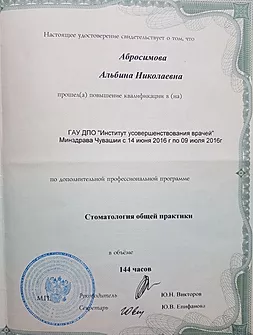 Настоящее удостоверение свидетельствует о том, что
Абросимова
Альбина Николаевна
прошел(а) повышение квалификации в (на)
ГАУ ДПО "Институт усовершенствования врачей"
Минздрава Чувашии с 14 июня 2016 г по 09 июля 2016г
по дополнительной профессиональной программе
Стоматология общей практики
в объёме
144 часов
М.П.
Руководитель Ю.Н. Викторов
Секретарь Ю.В. Епифанова